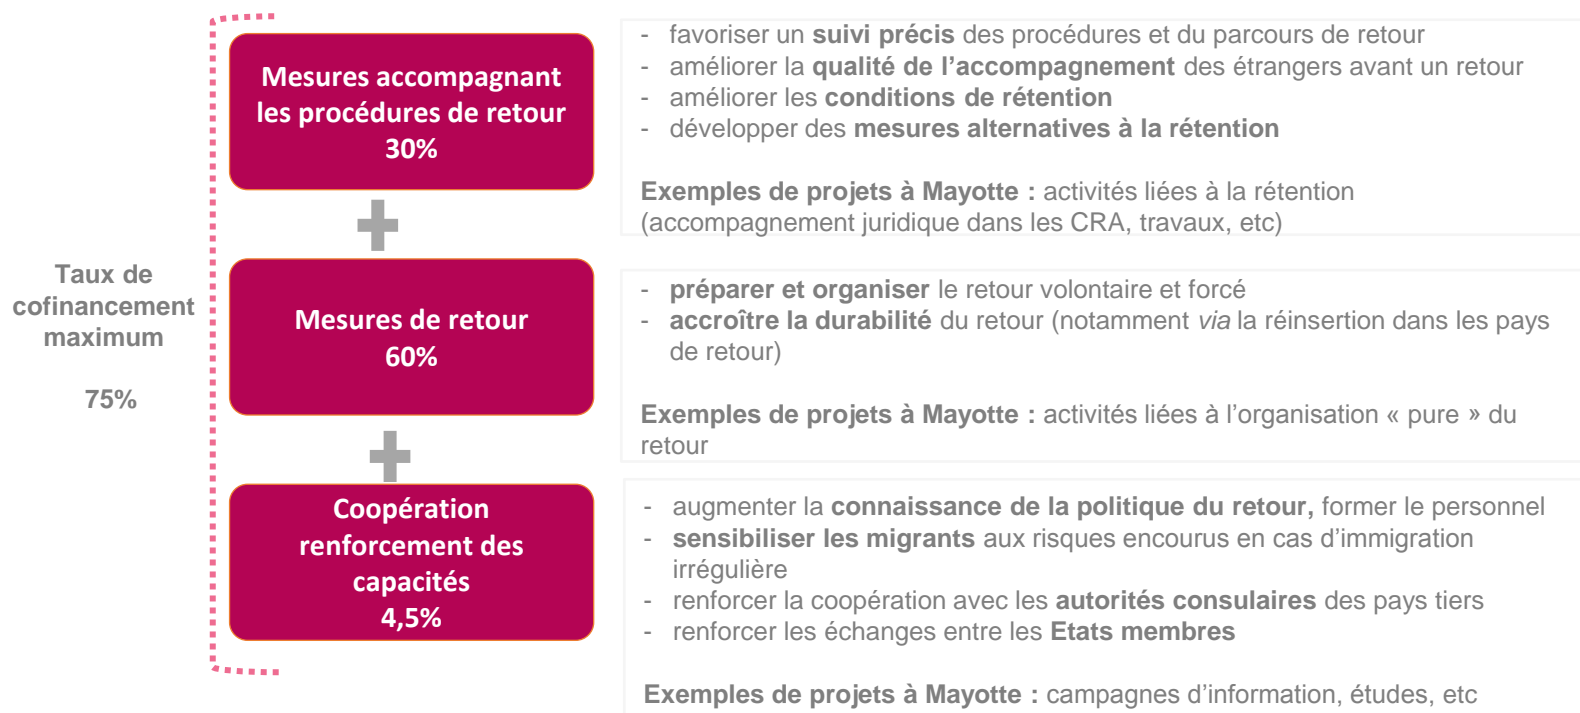 Taux de
cofinancement
maximum
75%
Mesures accompagnant
les procédures de retour
30%
- favoriser un suivi précis des procédures et du parcours de retour
- améliorer la qualité de l’accompagnement des étrangers avant un retour
- améliorer les conditions de rétention
- développer des mesures alternatives à la rétention
Exemples de projets à Mayotte : activités liées à la rétention
(accompagnement juridique dans les CRA, travaux, etc)
Mesures de retour
60%
- préparer et organiser le retour volontaire et forcé
- accroître la durabilité du retour (notamment via la réinsertion dans les pays
de retour)
Exemples de projets à Mayotte : activités liées à l’organisation « pure » du
retour
Coopération
renforcement des
capacités
4,5%
- augmenter la connaissance de la politique du retour, former le personnel
- sensibiliser les migrants aux risques encourus en cas d’immigration
irrégulière
- renforcer la coopération avec les autorités consulaires des pays tiers
- renforcer les échanges entre les Etats membres
Exemples de projets à Mayotte : campagnes d’information, études, etc